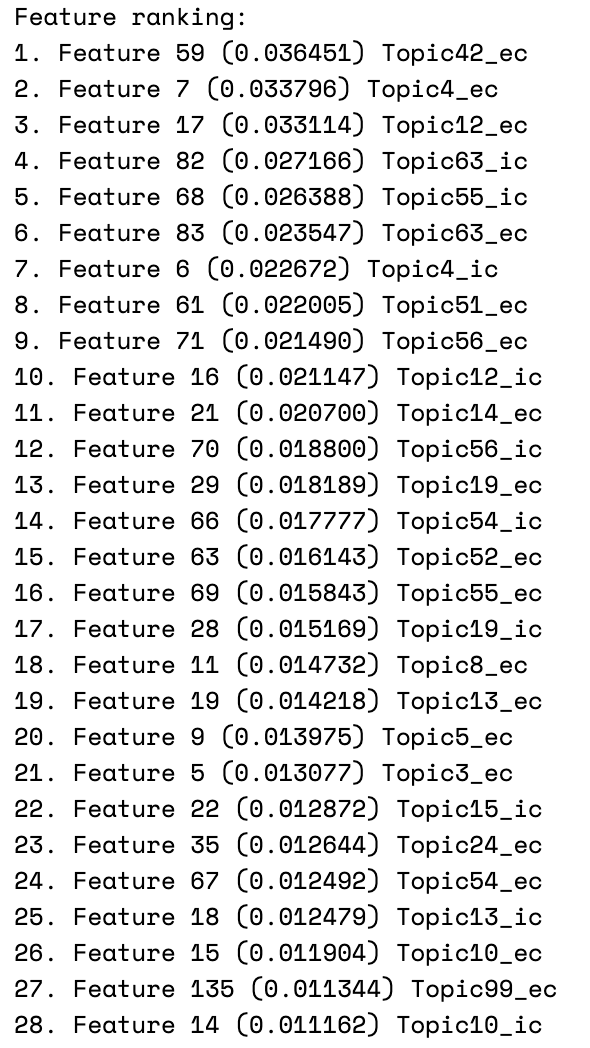 Feature ranking:
1. Feature 59 (0.036451) Topic42_ec
2. Feature 7 (0.033796) Topic4_ec
3. Feature 17 (0.033114) Topic12_ec
4. Feature 82 (0.027166) Topic63_ic
5. Feature 68 (0.026388) Topic55_ic
6. Feature 83 (0.023547) Topic63_ec
7. Feature 6 (0.022672) Topic4_ic
8. Feature 61 (0.022005) Topic51_ec
9. Feature 71 (0.021490) Topic56_ec
10. Feature 16 (0.021147) Topic12_ic
11. Feature 21 (0.020700) Topic14_ec
12. Feature 70 (0.018800) Topic56_ic
13. Feature 29 (0.018189) Topic19_ec
14. Feature 66 (0.017777) Topic54_ic
15. Feature 63 (0.016143) Topic52_ec
16. Feature 69 (0.015843) Topic55_ec
17. Feature 28 (0.015169) Topic19_ic
18. Feature 11 (0.014732) Topic8_ec
19. Feature 19 (0.014218) Topic13_ec
20. Feature 9 (0.013975) Topic5_ec
21. Feature 5 (0.013077) Topic3_ec
22. Feature 22 (0.012872) Topic15_ic
23. Feature 35 (0.012644) Topic24_ec
24. Feature 67 (0.012492) Topic54_ec
25. Feature 18 (0.012479) Topic13_ic
26. Feature 15 (0.011904) Topic10_ec
27. Feature 135 (0.011344) Topic99_ec
28. Feature 14 (0.011162) Topic10_ic